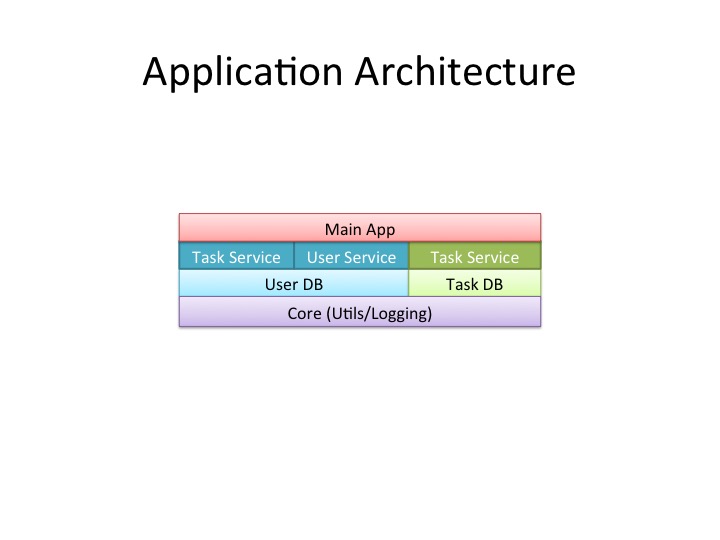 Application Architecture
Main App
Task Service User Service Task Service
User DB Task DB
Core (Utils/Logging)